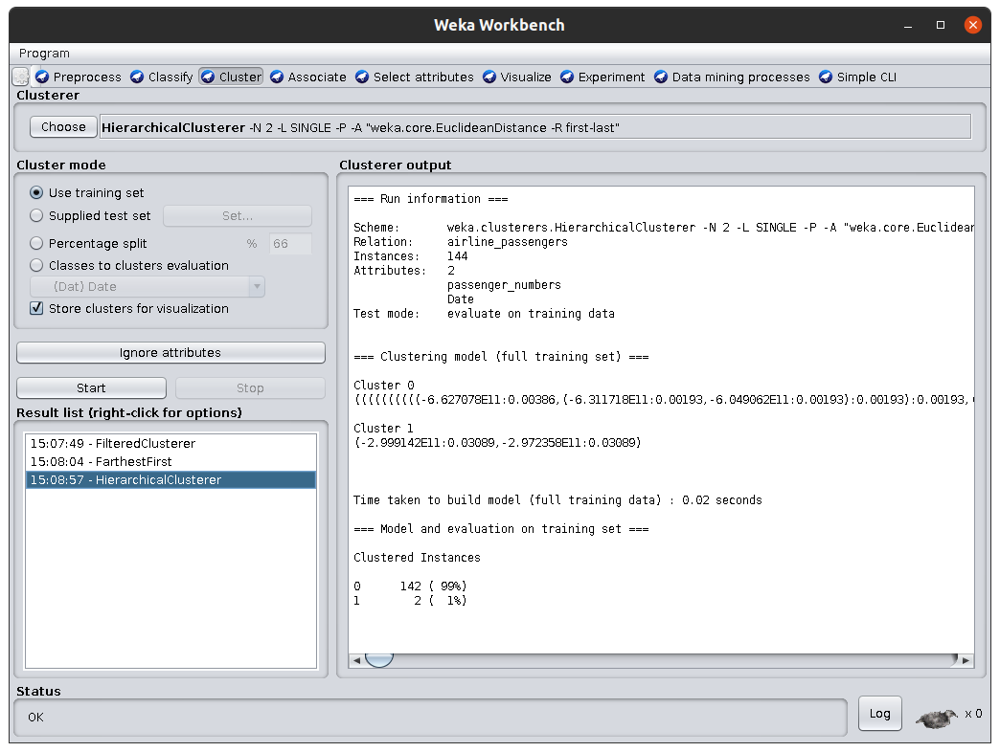 Weka Workbench
Program
Preprocess Classify Cluster Associate Select attributes Visualize Experiment Data mining processes Simple CLI
Clusterer
Choose HierarchicalClusterer -N 2 -L SINGLE -P -A "weka.core.EuclideanDistance -R first-last"
Cluster mode
Use training set
Supplied test set Set...
Percentage split % 66
Classes to clusters evaluation
(Dat) Date
Store clusters for visualization
Ignore attributes
Start Stop
Result list (right-click for options)
15:07:49 - FilteredClusterer
15:08:04 - FarthestFirst
15:08:57 - HierarchicalClusterer
Clusterer output
=== Run information ===
Scheme: weka.clusterers.HierarchicalClusterer -N 2 -L SINGLE -P -A "weka.core.Euclidean
Relation: airline_passengers
Instances: 144
Attributes: 2
passenger_numbers
Date
Test mode: evaluate on training data
=== Clustering model (full training set) ===
Cluster 0
((((((((((-6.627078E11:0.00386,(-6.311718E11:0.00193,-6.049062E11:0.00193):0.00193):0.00193,
Cluster 1
(-2.999142E11:0.03089,-2.972358E11:0.03089)
Time taken to build model (full training data) : 0.02 seconds
=== Model and evaluation on training set ===
Clustered Instances
0 142 ( 99%)
1 2 ( 1%)
Status
OK
Log x 0